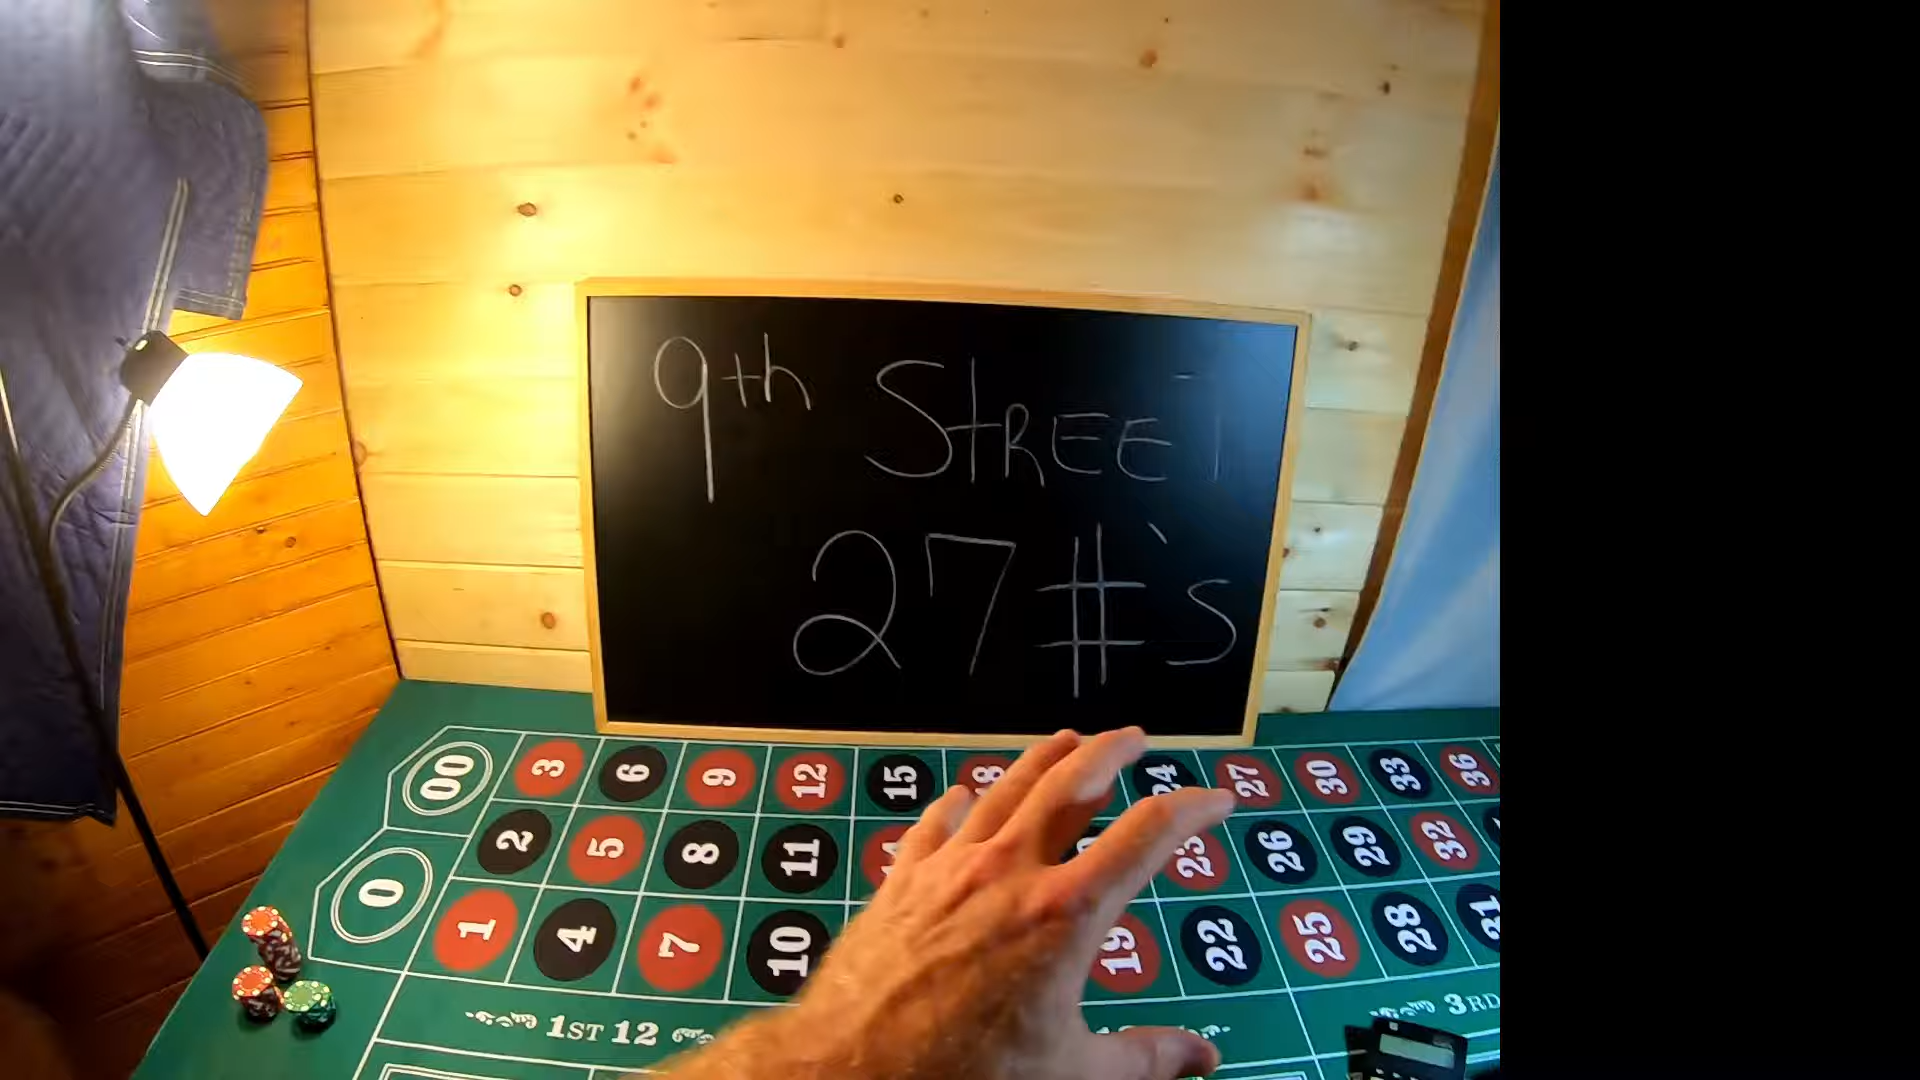 9th StREET
27 #'s
00 3 6 9 12 15 18 24 27 30 33 36
0 2 5 8 11 26 29 32
1 4 7 10 19 22 25 28
1ST 12 3RD